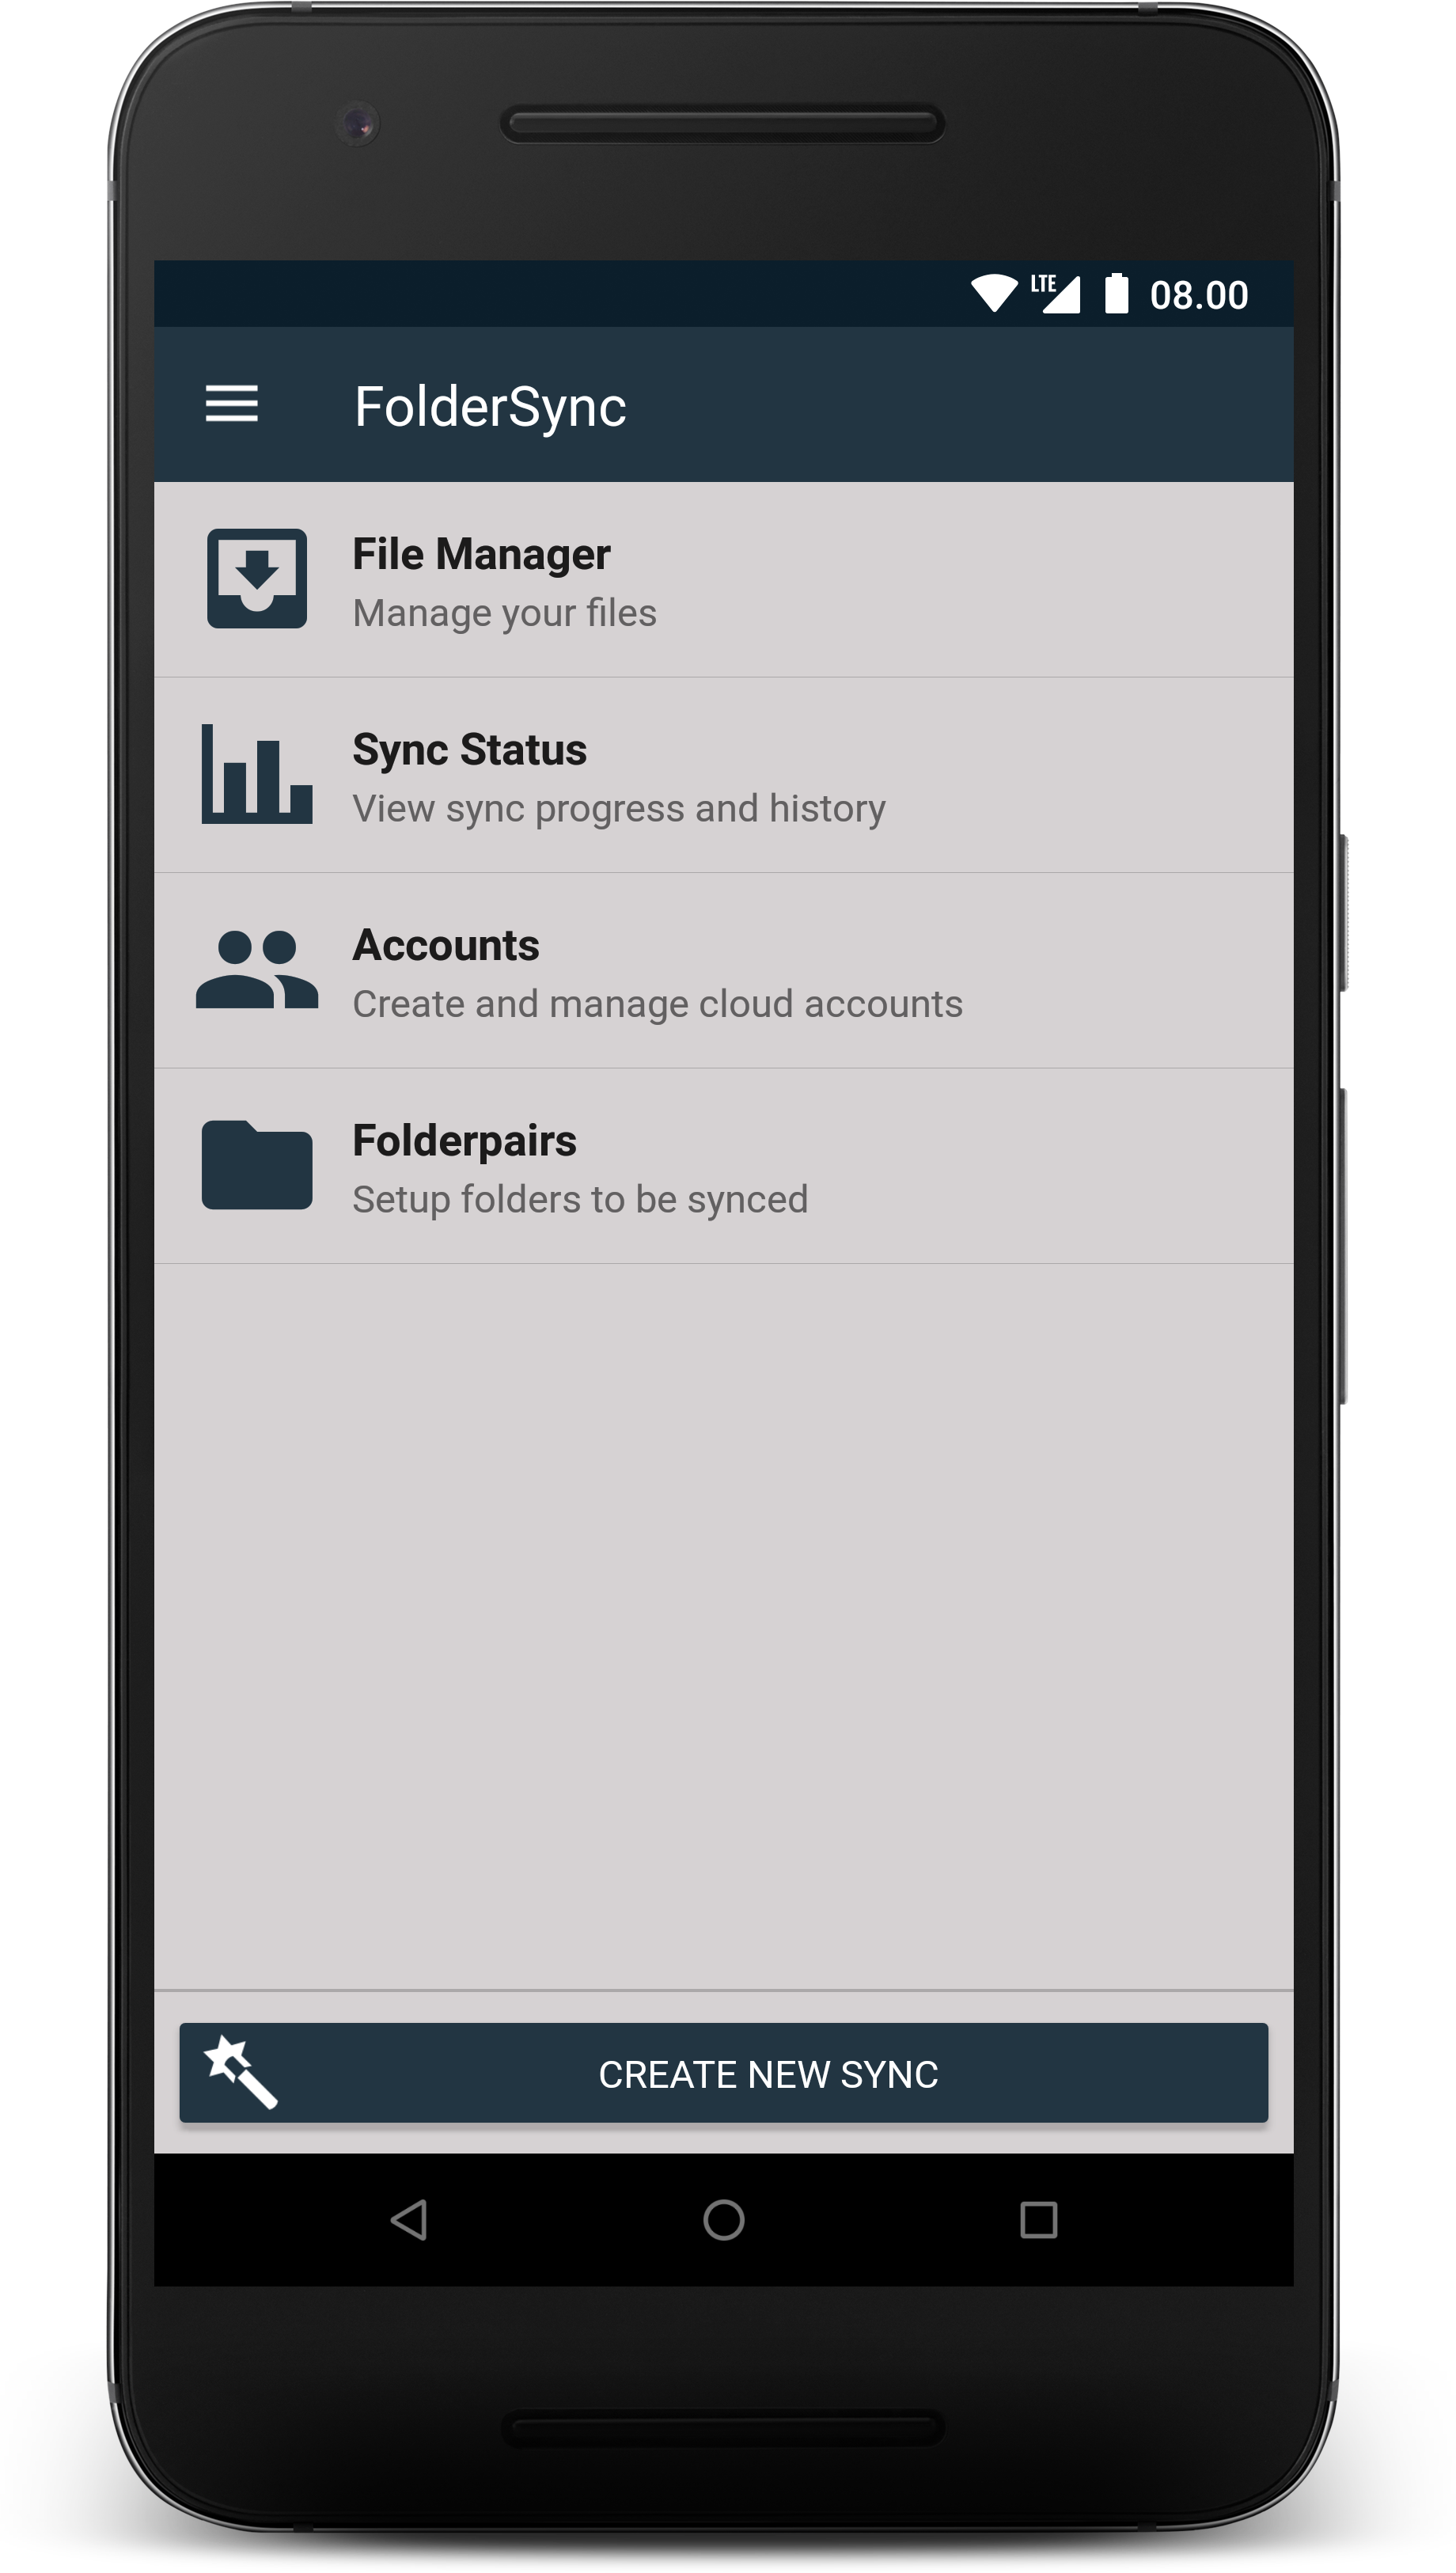 LTE 08.00
FolderSync
File Manager
Manage your files
Sync Status
View sync progress and history
Accounts
Create and manage cloud accounts
Folderpairs
Setup folders to be synced
CREATE NEW SYNC